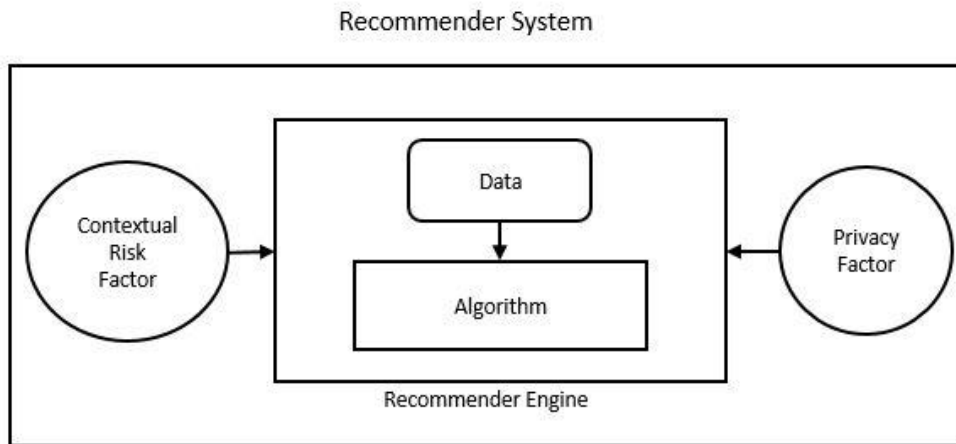 Recommender System
Data
Contextual
Risk
Factor
Privacy
Factor
Algorithm
Recommender Engine